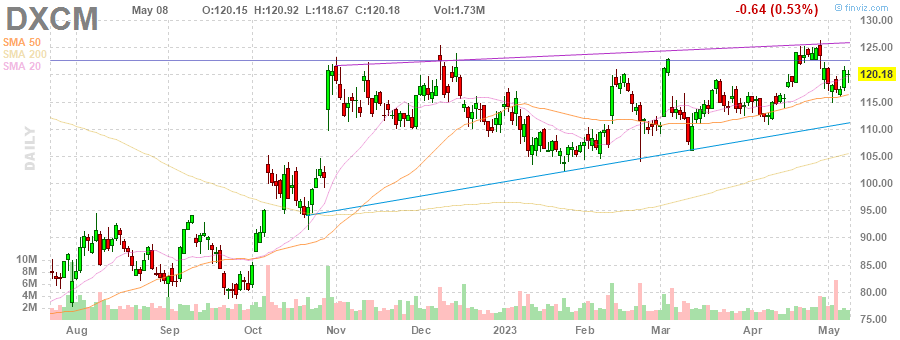 DXCM
May 08
O:120.15 H:120.92 L:118.67 C:120.18
Vol:1.73M
-0.64 (0.53%)
© finviz.com
SMA 50
SMA 200
SMA 20
DAILY
130.00
125.00
120.18
115.00
110.00
105.00
100.00
95.00
90.00
85.00
80.00
75.00
10M
8M
6M
4M
2M
Aug Sep Oct Nov Dec 2023 Feb Mar Apr May